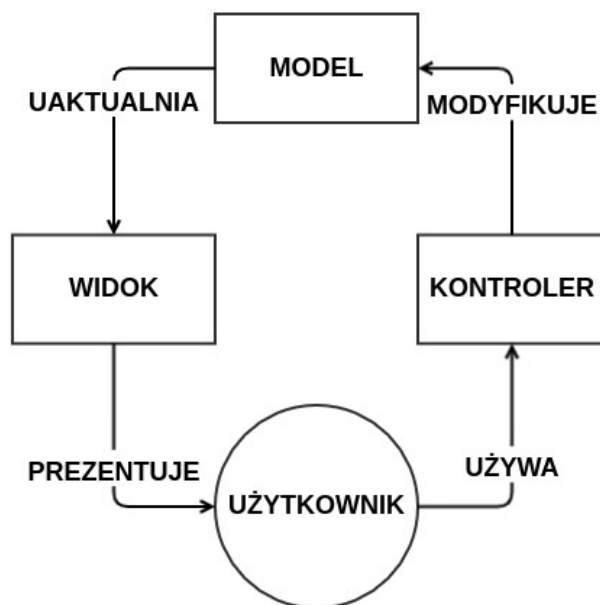 MODEL
UAKTUALNIA
MODYFIKUJE
WIDOK
KONTROLER
PREZENTUJE
UŻYWA
UŻYTKOWNIK